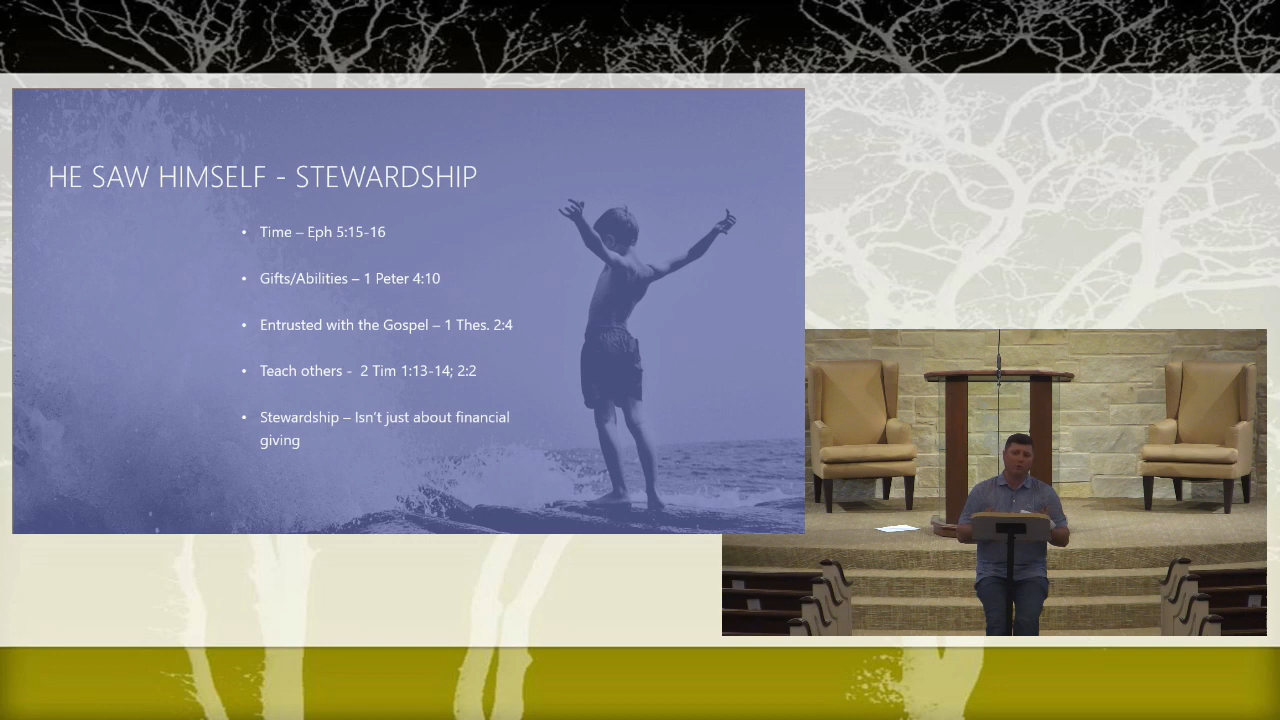 HE SAW HIMSELF - STEWARDSHIP
• Time – Eph 5:15-16
• Gifts/Abilities – 1 Peter 4:10
• Entrusted with the Gospel – 1 Thes. 2:4
• Teach others - 2 Tim 1:13-14; 2:2
• Stewardship – Isn't just about financial
giving